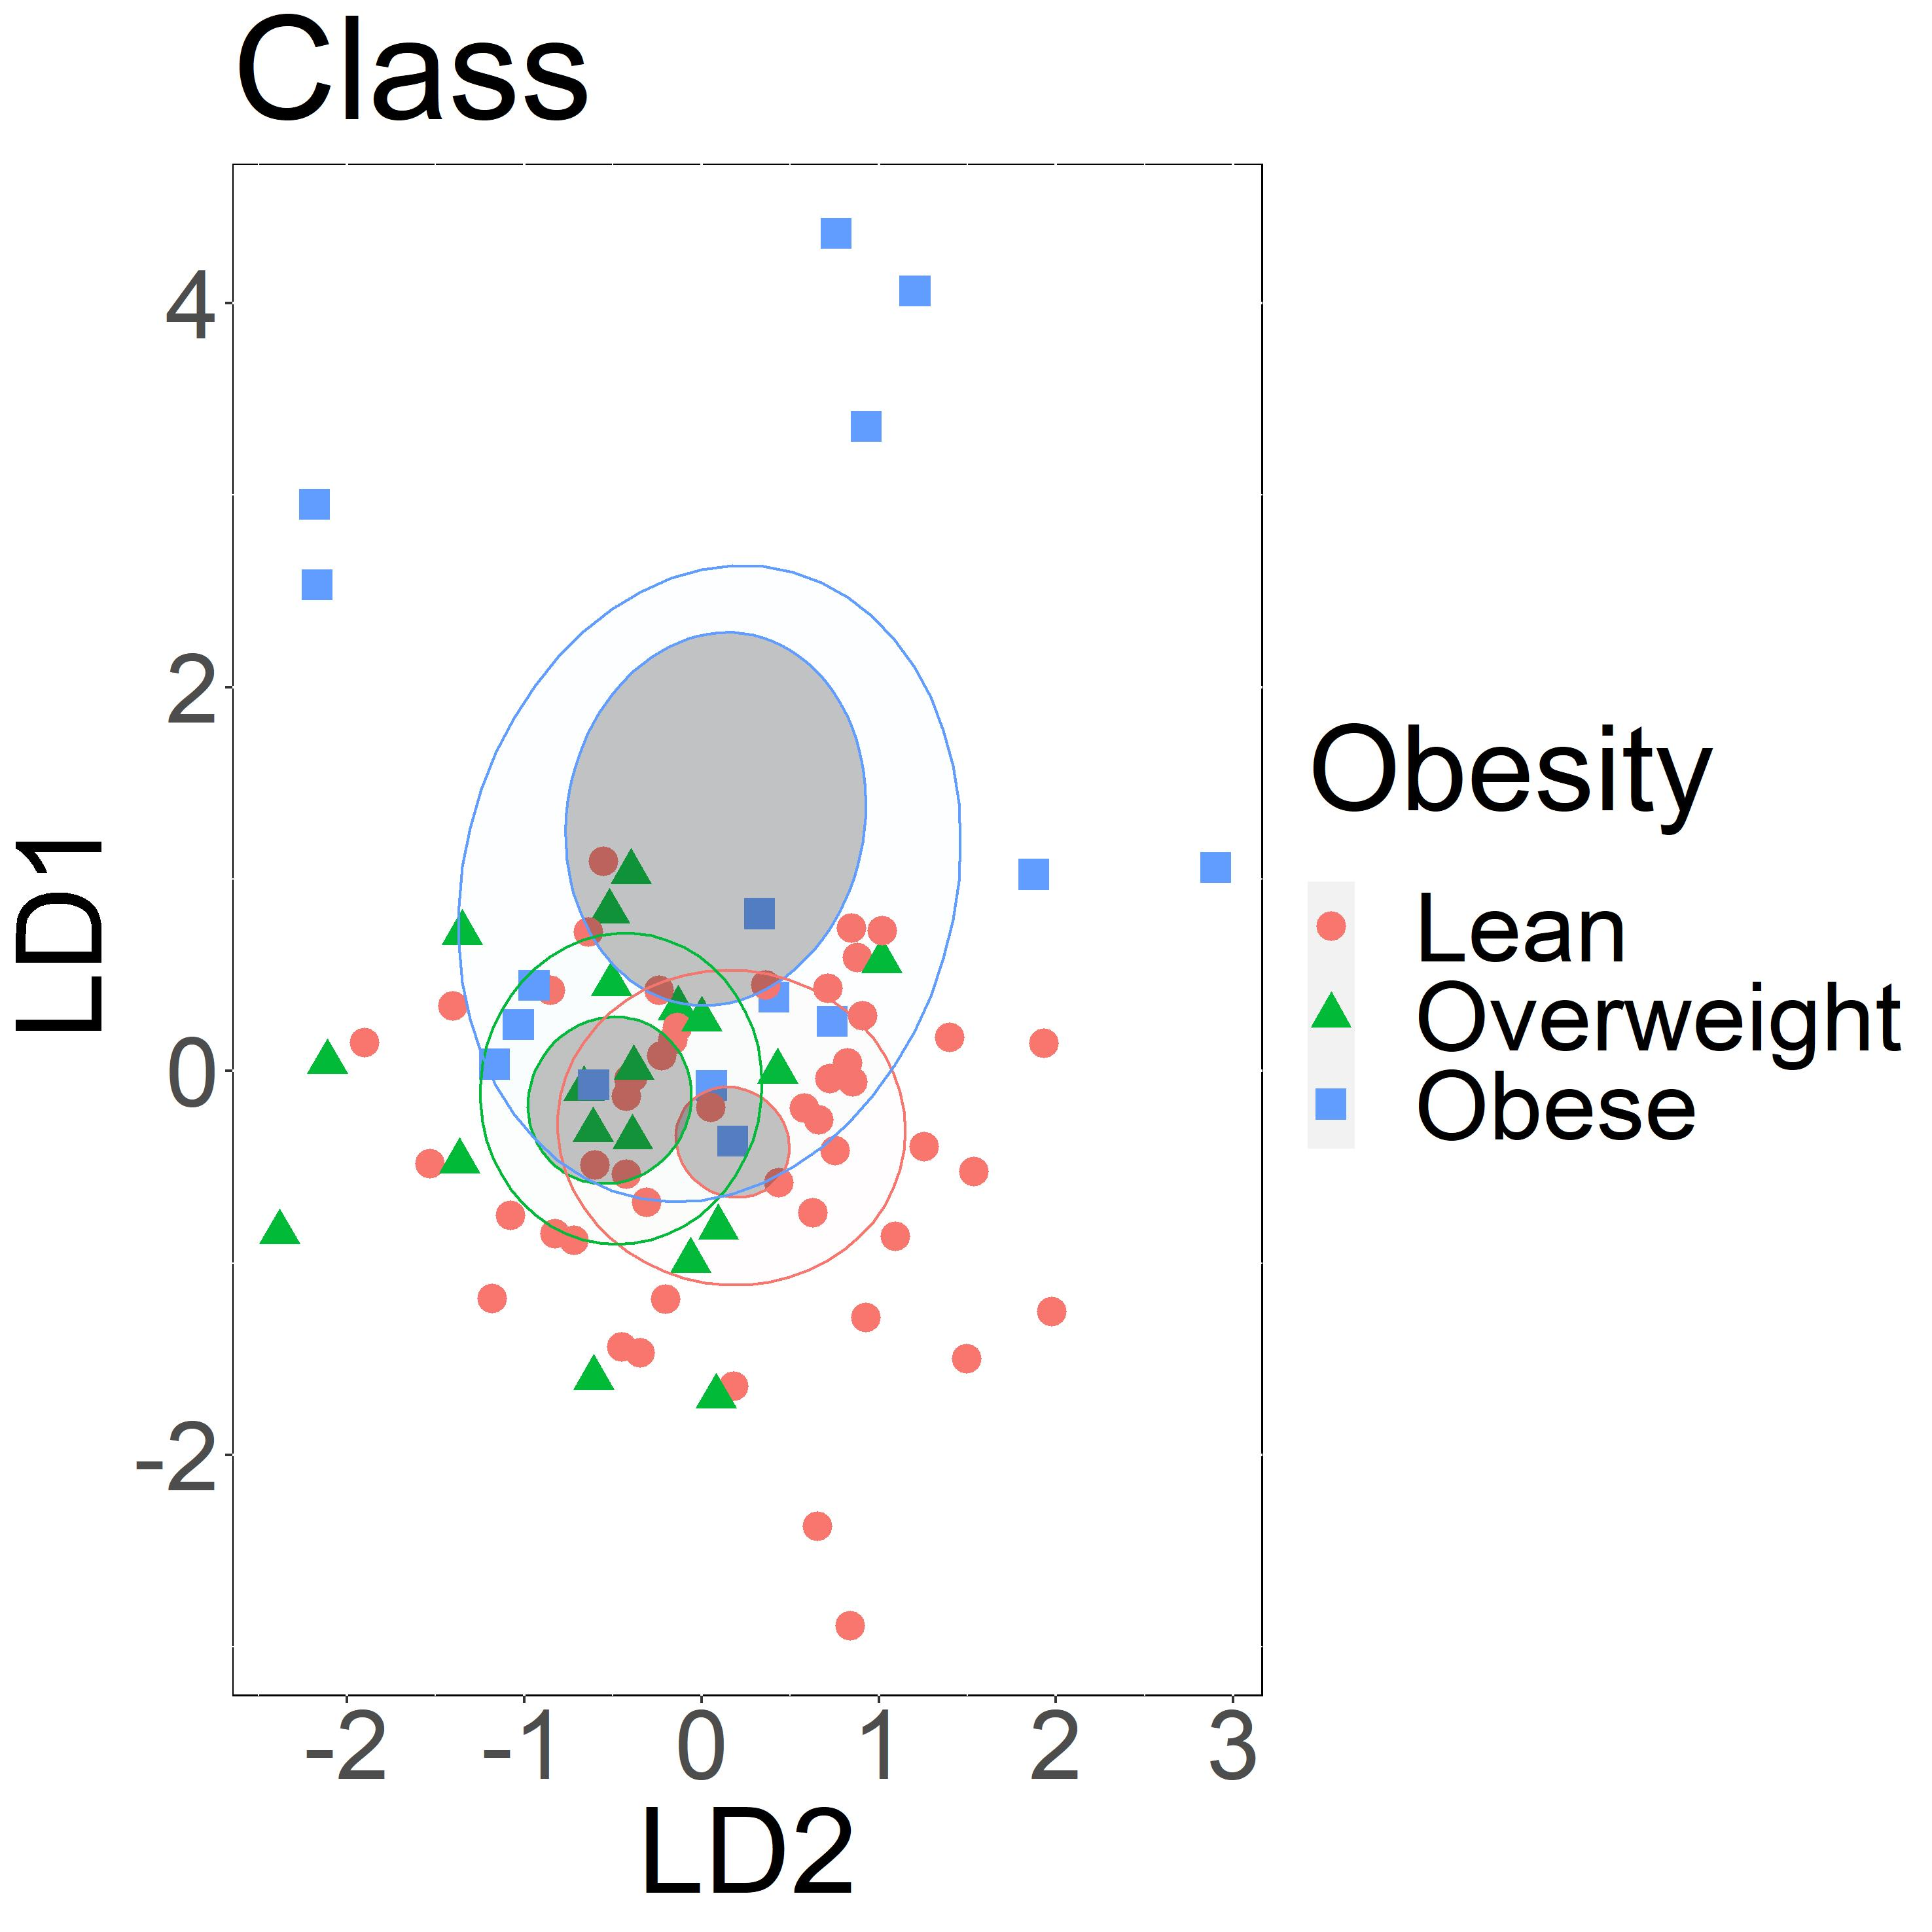 Class
4
2
0
-2
LD1
-2 -1 0 1 2 3
LD2
Obesity
Lean
Overweight
Obese